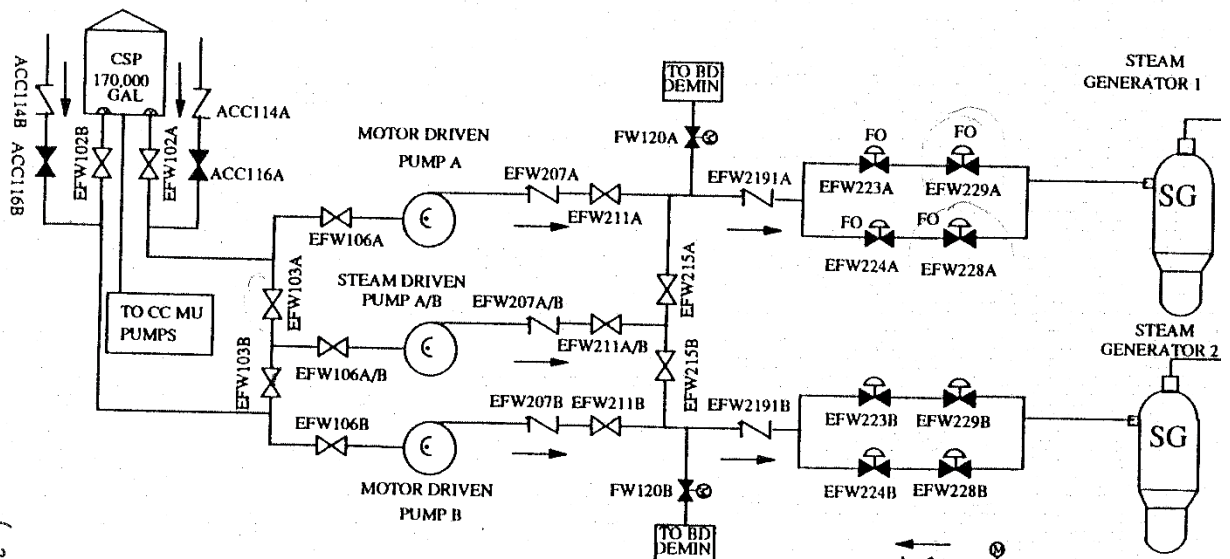 STEAM
GENERATOR 1
CSP
170,000
GAL
ACC114B
ACC114A
TO BD
DEMIN
FW120A
MOTOR DRIVEN
PUMP A
EFW102B
EFW102A
ACC116B
ACC116A
FO
FO
EFW223A
EFW229A
EFW207A
EFW2191A
EFW211A
SG
EFW106A
FO
FO
EFW224A
EFW228A
EFW103A
STEAM DRIVEN
PUMP A/B
EFW207A/B
EFW215A
TO CC MU
PUMPS
EFW211A/B
STEAM
GENERATOR 2
EFW103B
EFW106A/B
EFW215B
EFW207B
EFW211B
EFW2191B
EFW223B
EFW229B
EFW106B
SG
EFW224B
EFW228B
MOTOR DRIVEN
PUMP B
FW120B
TO BD
DEMIN
M